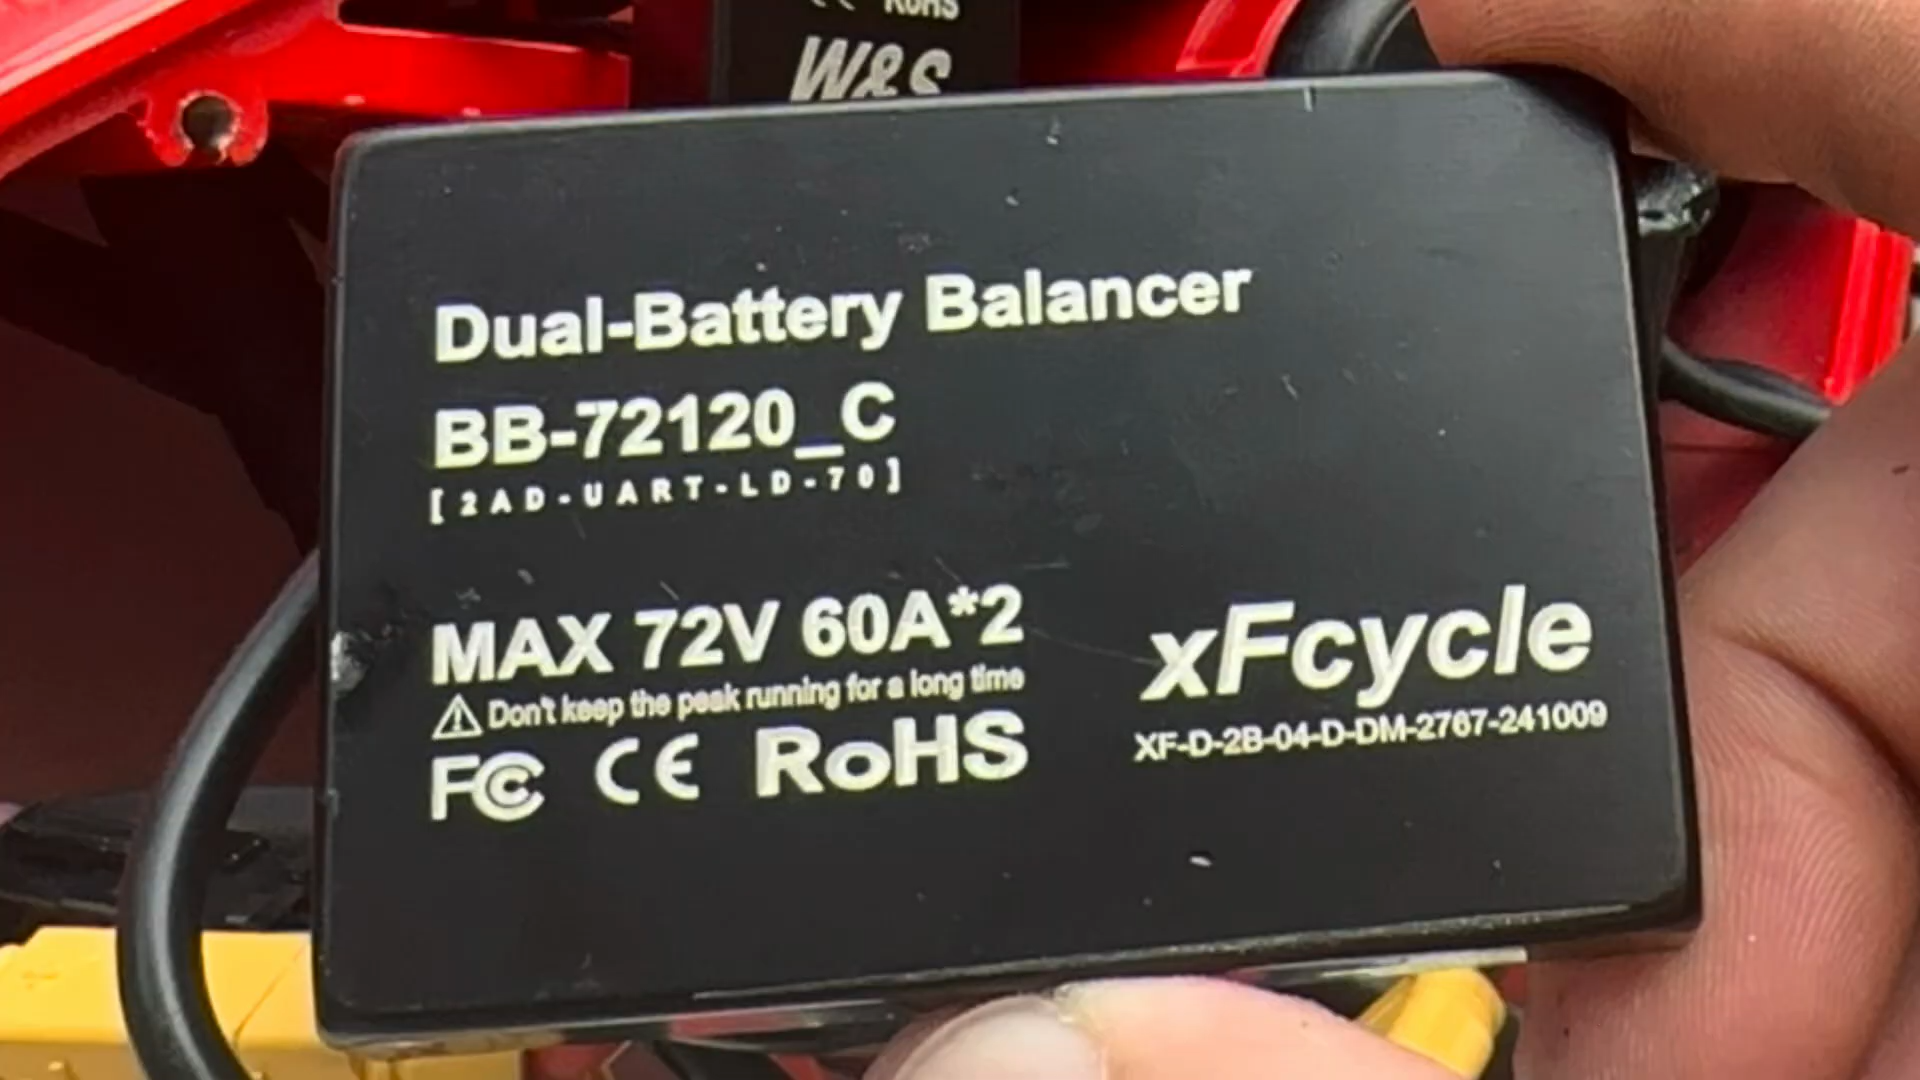 RoHS
W&S
Dual-Battery Balancer
BB-72120_C
[2AD-UART-LD-70]
MAX 72V 60A*2
⚠ Don't keep the peak running for a long time
FC CE RoHS
xFcycle
XF-D-2B-04-D-DM-2767-241009